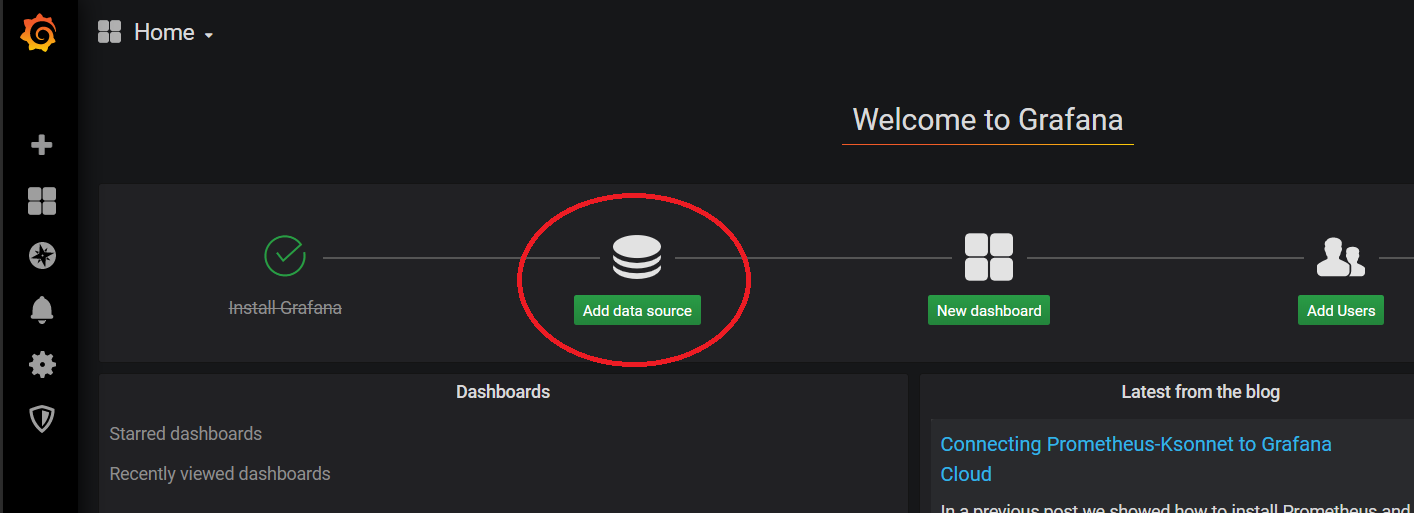 Home
Welcome to Grafana
Install Grafana
Add data source
New dashboard
Add Users
Dashboards
Starred dashboards
Recently viewed dashboards
Latest from the blog
Connecting Prometheus-Ksonnet to Grafana
Cloud
In a previous post we showed how to install Prometheus and